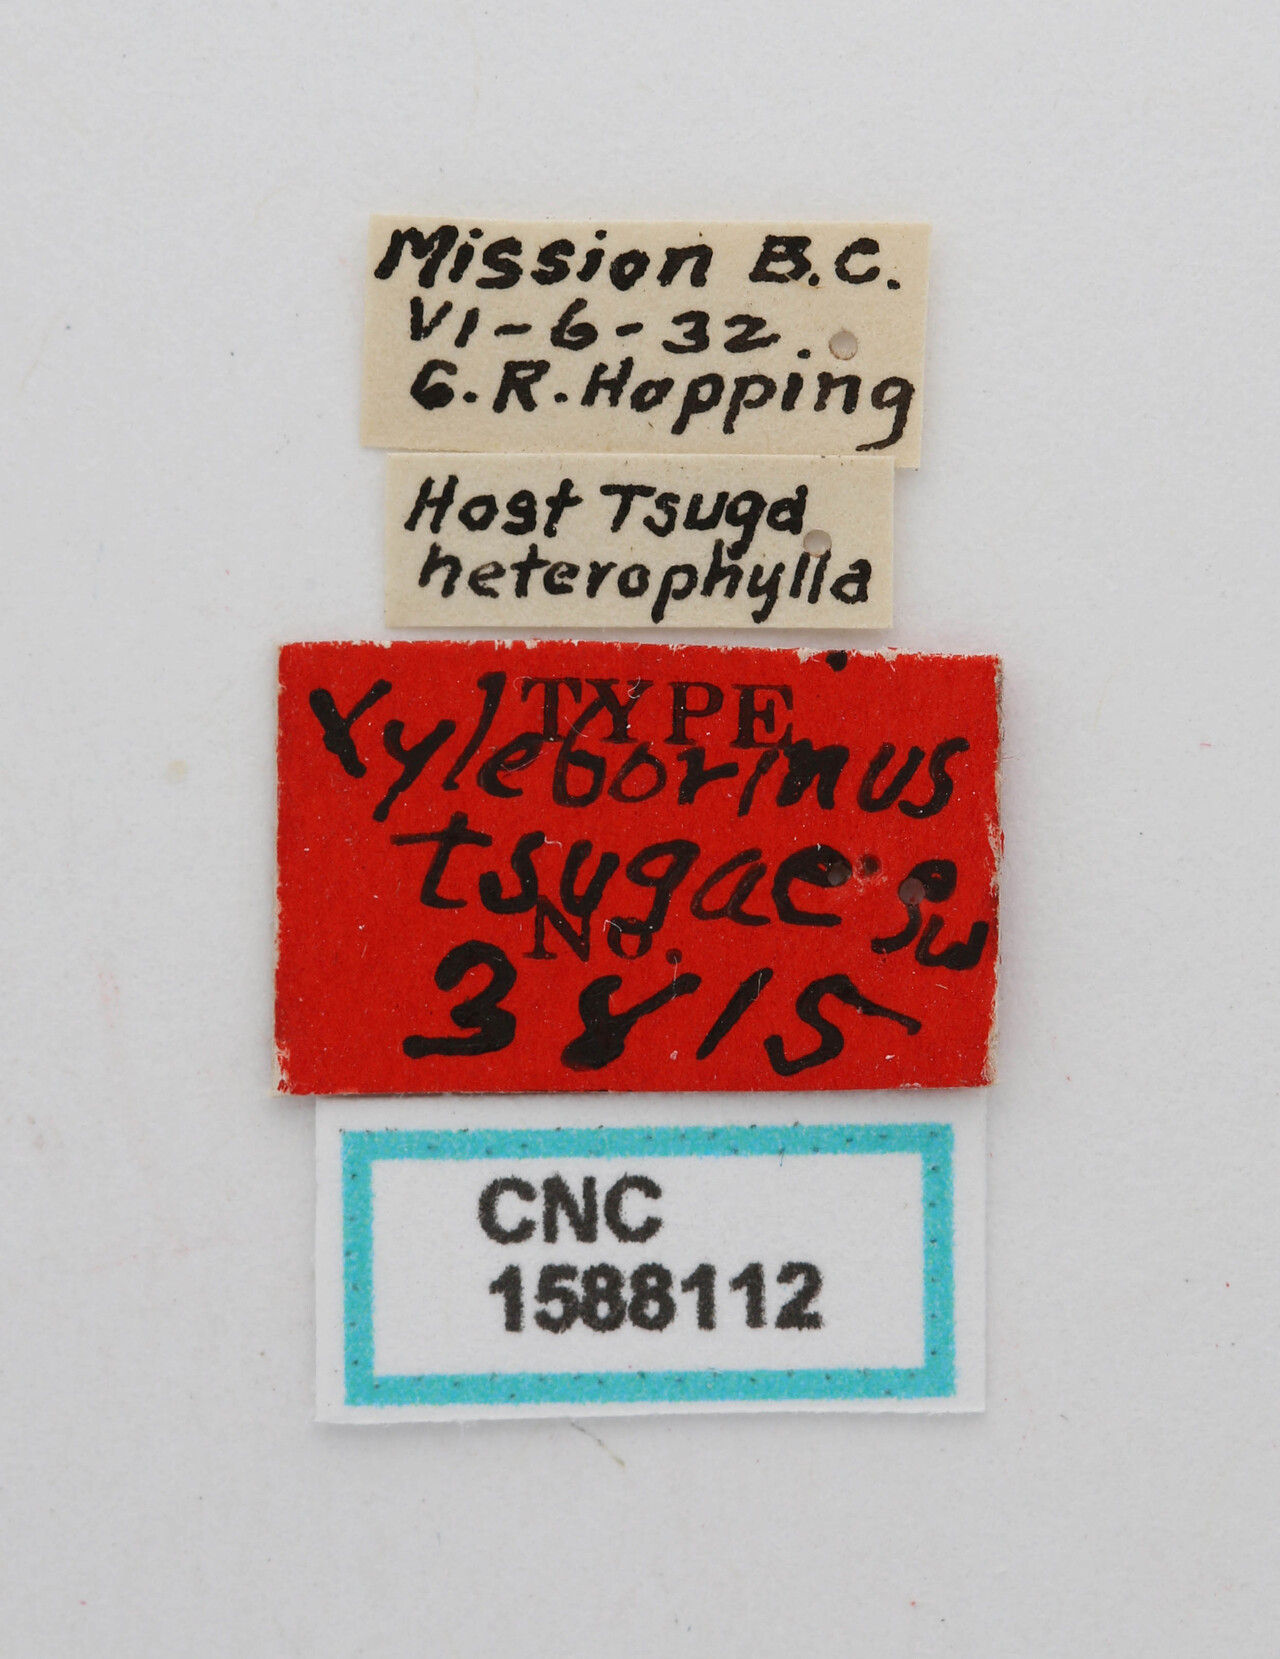 Mission B.C.
VI-6-32.
G.R. Hopping
Host Tsuga
heterophylla
TYPE
Xyleborinus
tsugae Sw
No.
3815
CNC
1588112